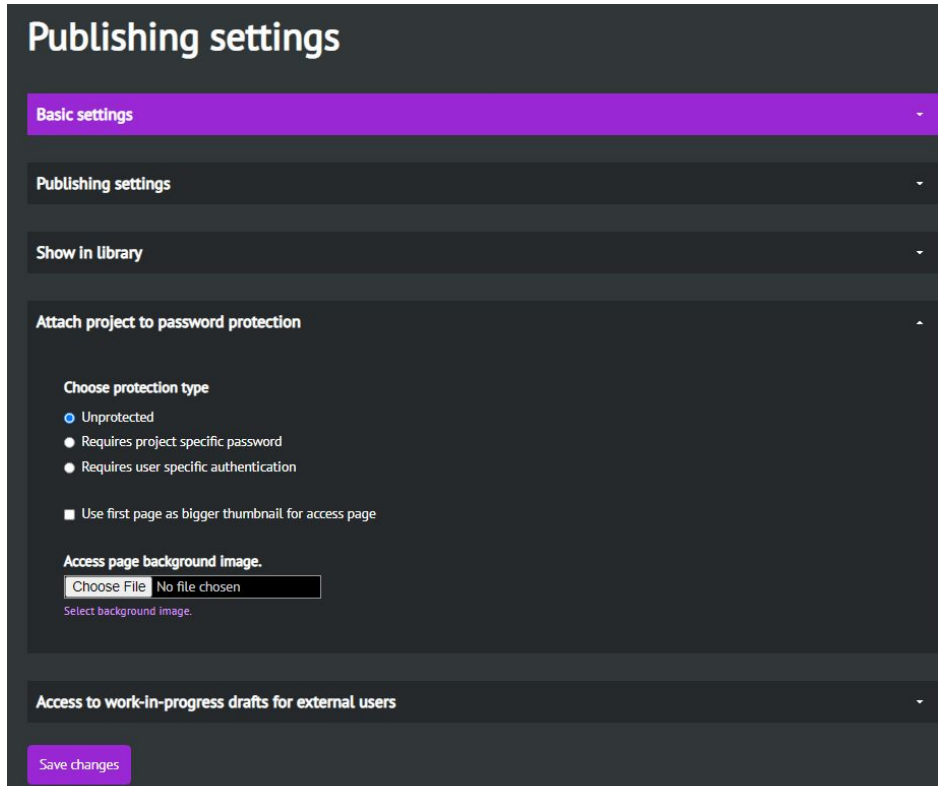 Publishing settings
Basic settings
Publishing settings
Show in library
Attach project to password protection
Choose protection type
Unprotected
Requires project specific password
Requires user specific authentication
Use first page as bigger thumbnail for access page
Access page background image.
Choose File No file chosen
Select background image.
Access to work-in-progress drafts for external users
Save changes